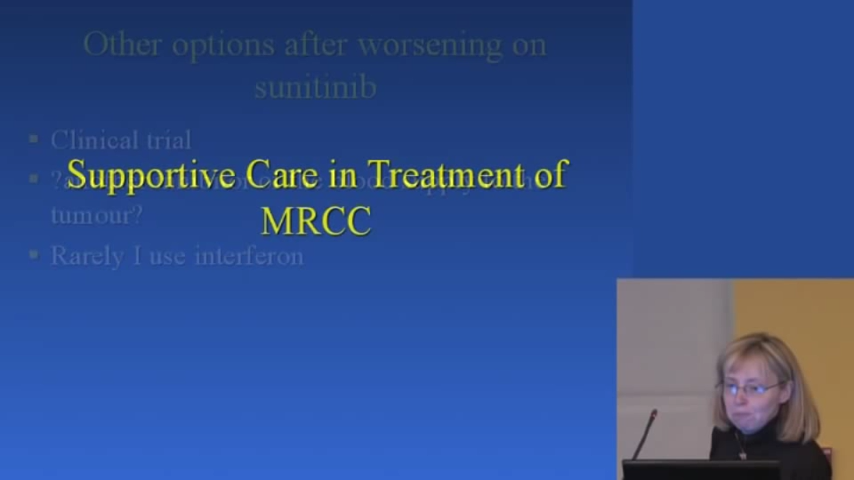 Other options after worsening on
sunitinib
Clinical trial
Supportive Care in Treatment of
tumour?
MRCC
Rarely I use interferon